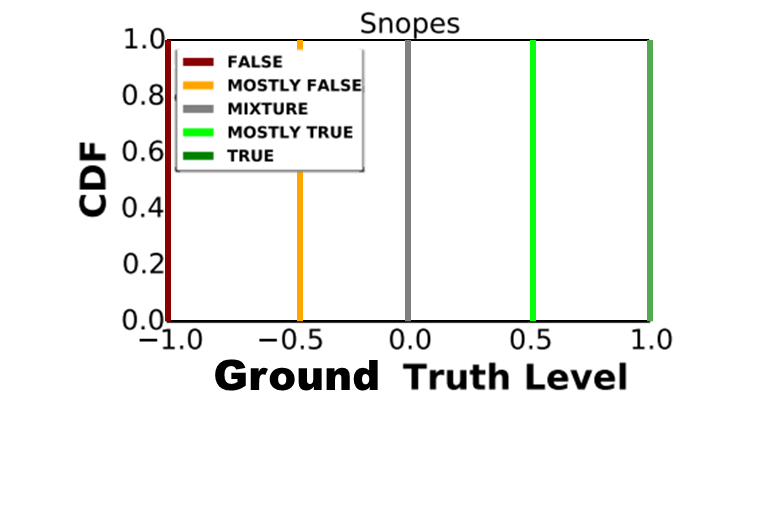 Snopes
1.0
0.8
0.6
0.4
0.2
0.0
CDF
FALSE
MOSTLY FALSE
MIXTURE
MOSTLY TRUE
TRUE
−1.0 −0.5 0.0 0.5 1.0
Ground Truth Level